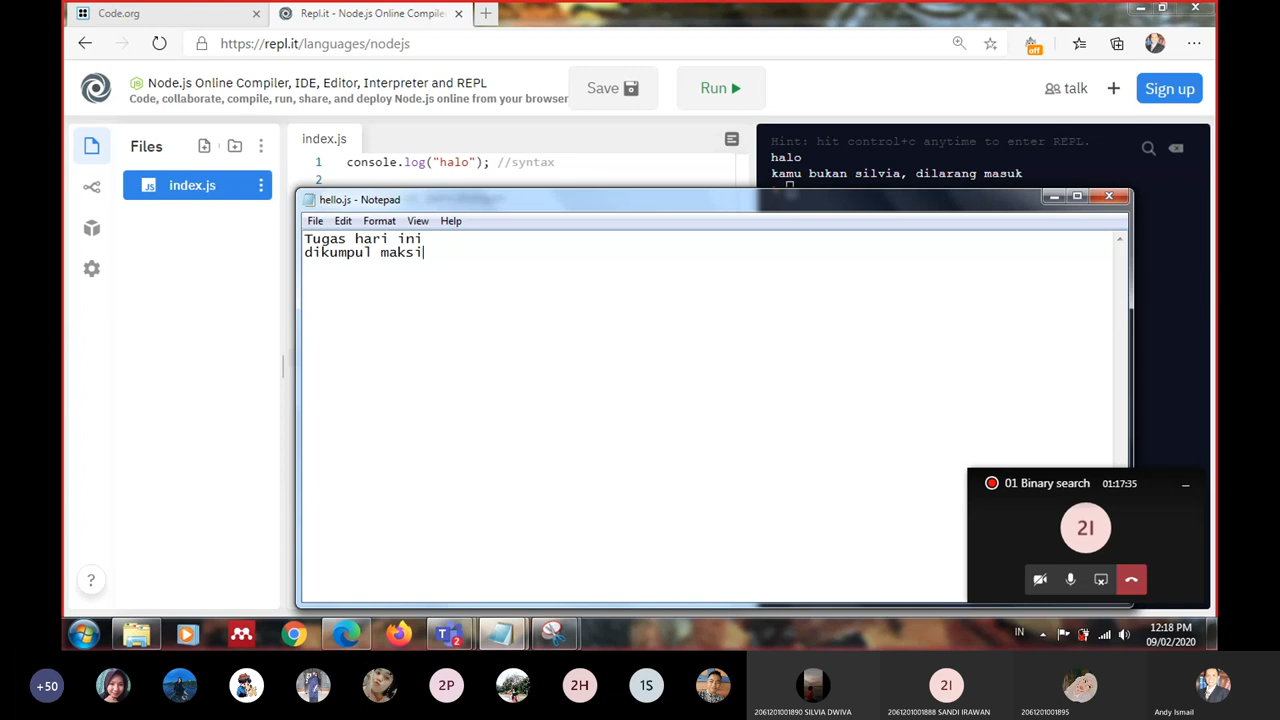 Code.org
Repl.it - Node.js Online Compiler
https://repl.it/languages/nodejs
off
Node.js Online Compiler, IDE, Editor, Interpreter and REPL
Code, collaborate, compile, run, share, and deploy Node.js online from your browser
Save
Run
talk
Sign up
Files
index.js
index.js
1 console.log("halo"); //syntax
2
Hint: hit control+c anytime to enter REPL.
halo
kamu bukan silvia, dilarang masuk
hello.js - Notepad
File Edit Format View Help
Tugas hari ini
dikumpul maksi
01 Binary search 01:17:35
2I
?
2
IN
12:18 PM
09/02/2020
+50
2P
2H
1S
2I
2061201001890 SILVIA DWIVA
2061201001888 SANDI IRAWAN
2061201001895
Andy Ismail